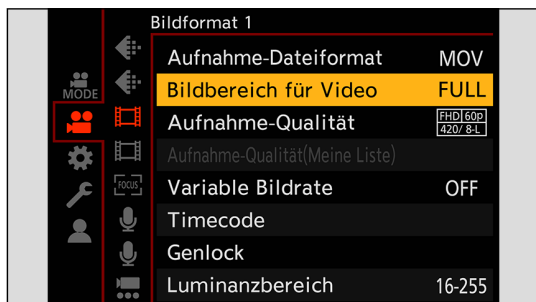 Bildformat 1
MODE
Aufnahme-Dateiformat MOV
Bildbereich für Video FULL
Aufnahme-Qualität FHD 60p
420/ 8-L
Aufnahme-Qualität(Meine Liste)
FOCUS
Variable Bildrate OFF
Timecode
Genlock
Luminanzbereich 16-255